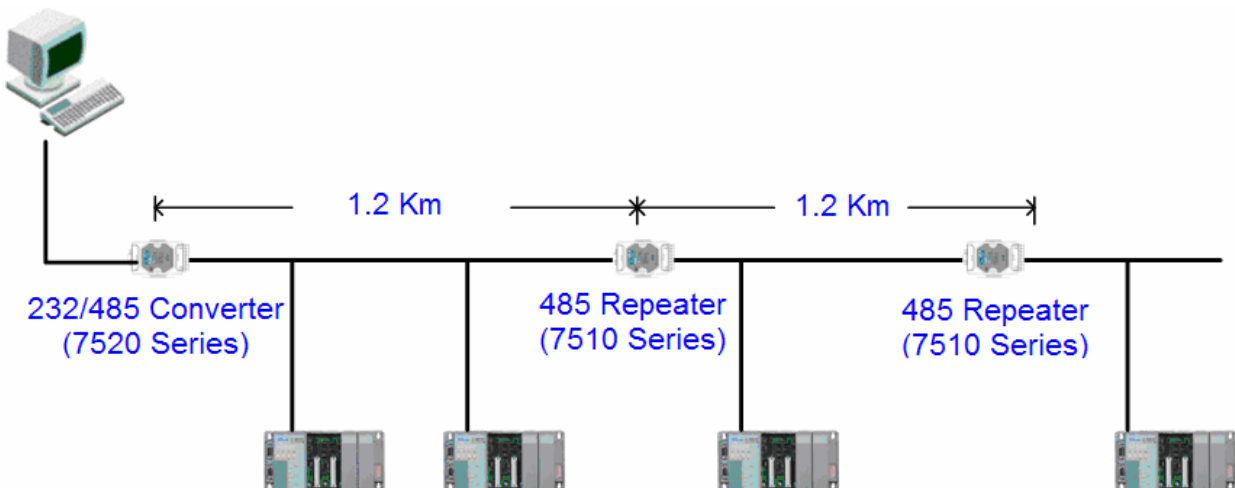 1.2 Km
1.2 Km
232/485 Converter
(7520 Series)
485 Repeater
(7510 Series)
485 Repeater
(7510 Series)